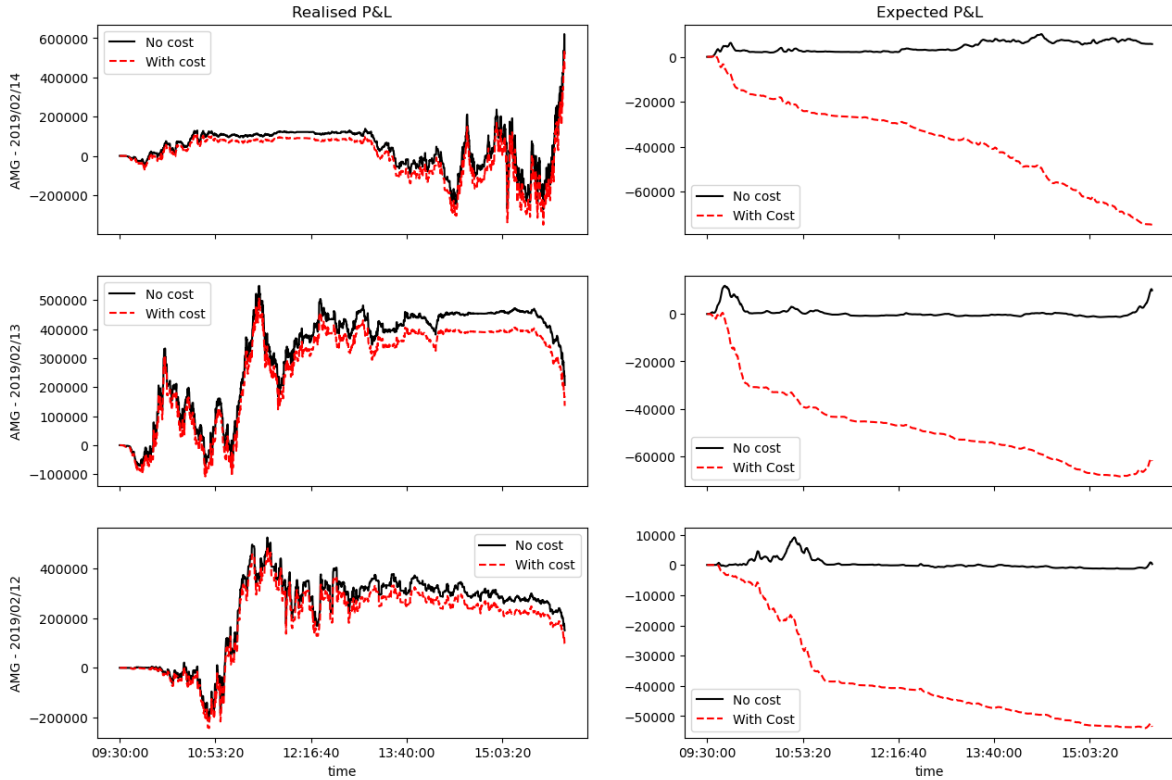 Realised P&L
Expected P&L
AMG - 2019/02/14
600000
400000
200000
0
−200000
No cost
With cost
0
−20000
−40000
−60000
No cost
With Cost
AMG - 2019/02/13
500000
400000
300000
200000
100000
0
−100000
No cost
With cost
0
−20000
−40000
−60000
No cost
With Cost
AMG - 2019/02/12
400000
200000
0
−200000
No cost
With cost
10000
0
−10000
−20000
−30000
−40000
−50000
No cost
With Cost
09:30:00 10:53:20 12:16:40 13:40:00 15:03:20
time
09:30:00 10:53:20 12:16:40 13:40:00 15:03:20
time